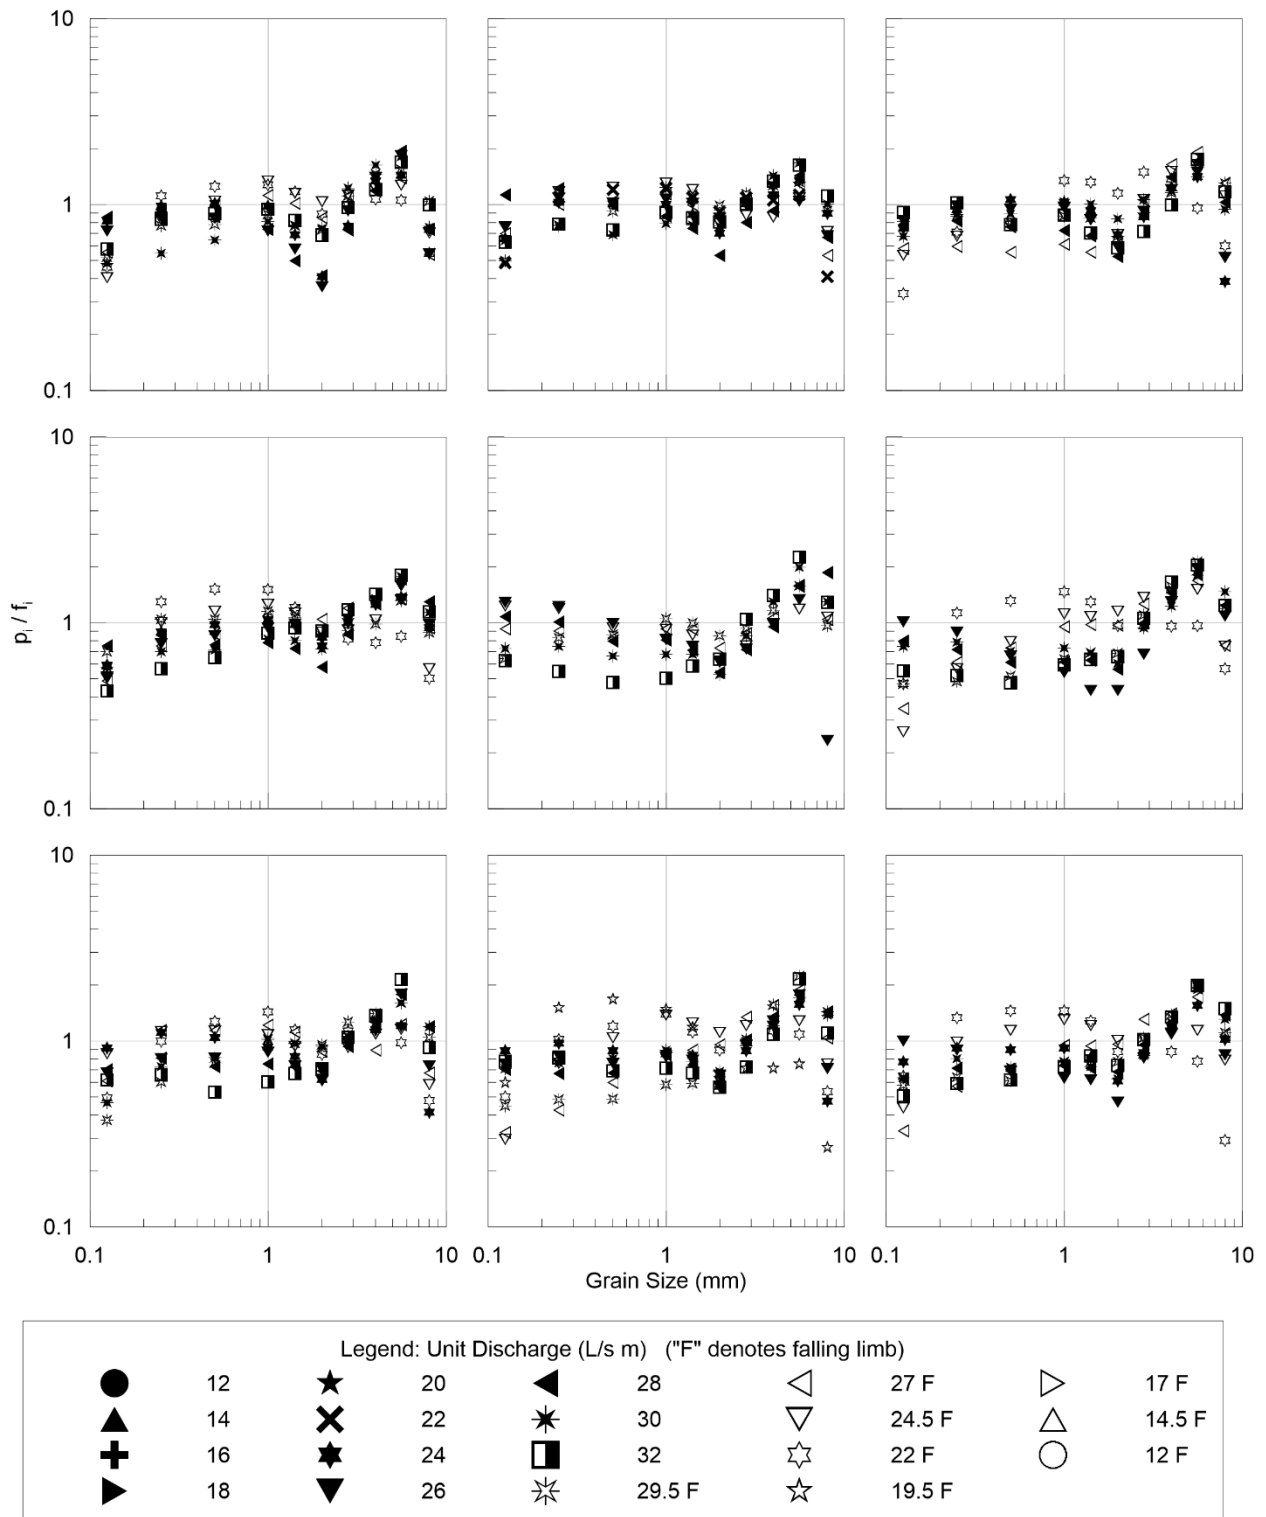 10
1
0.1
10
1
0.1
p_i / f_i
10
1
0.1
0.1 1 10 0.1 1 10 0.1 1 10
Grain Size (mm)
Legend: Unit Discharge (L/s m) ("F" denotes falling limb)
12 20 28 27 F 17 F
14 22 30 24.5 F 14.5 F
16 24 32 22 F 12 F
18 26 29.5 F 19.5 F